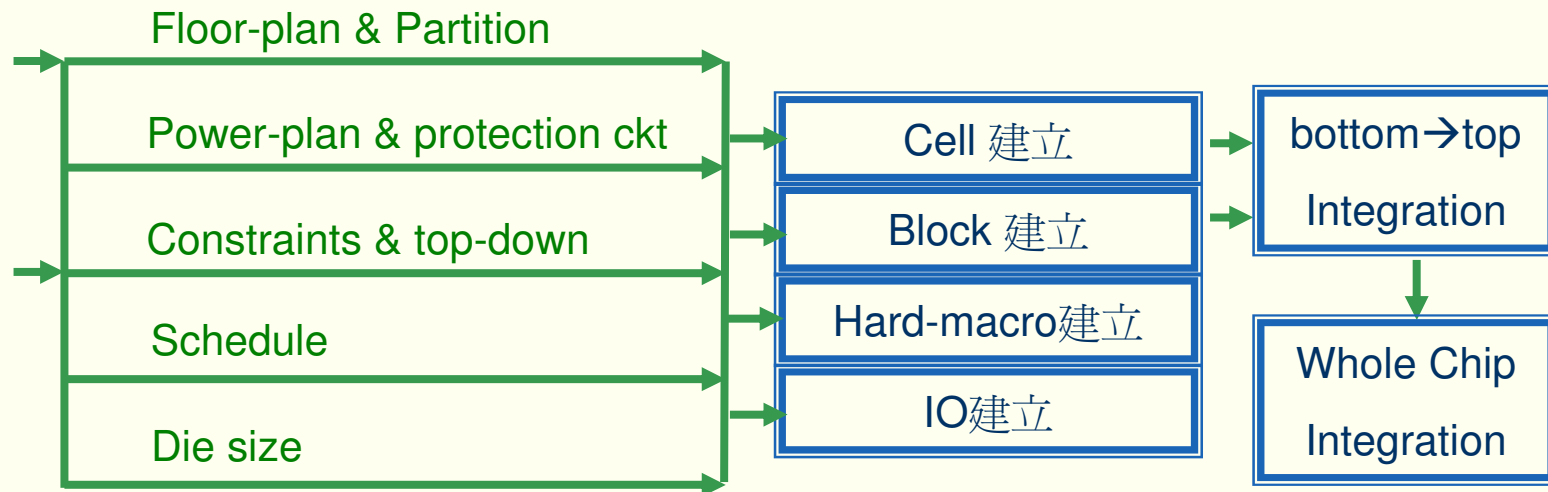 Floor-plan & Partition
Power-plan & protection ckt
Constraints & top-down
Schedule
Die size
Cell 建立
Block 建立
Hard-macro建立
IO建立
bottom→top
Integration
Whole Chip
Integration